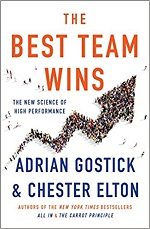 THE
BEST TEAM
WINS
THE NEW SCIENCE OF
HIGH PERFORMANCE
ADRIAN GOSTICK
& CHESTER ELTON
AUTHORS OF THE NEW YORK TIMES BESTSELLERS
ALL IN & THE CARROT PRINCIPLE